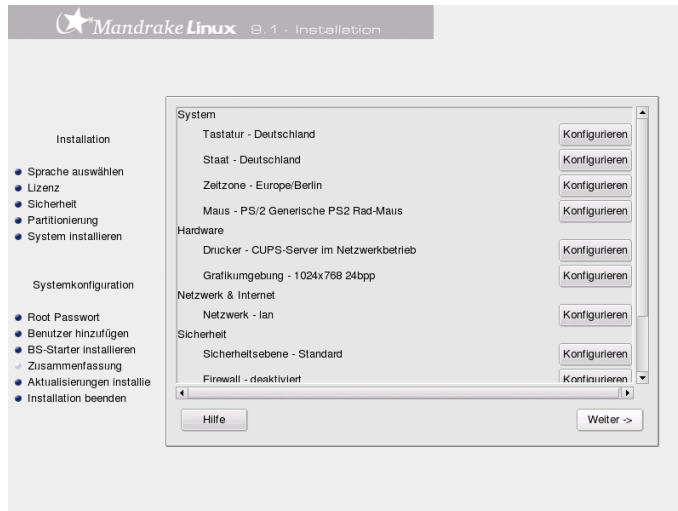 Mandrake Linux 9.1 - Installation
Installation
Sprache auswählen
Lizenz
Sicherheit
Partitionierung
System installieren
Systemkonfiguration
Root Passwort
Benutzer hinzufügen
BS-Starter installieren
Zusammenfassung
Aktualisierungen installie
Installation beenden
System
Tastatur - Deutschland Konfigurieren
Staat - Deutschland Konfigurieren
Zeitzone - Europe/Berlin Konfigurieren
Maus - PS/2 Generische PS2 Rad-Maus Konfigurieren
Hardware
Drucker - CUPS-Server im Netzwerkbetrieb Konfigurieren
Grafikumgebung - 1024x768 24bpp Konfigurieren
Netzwerk & Internet
Netzwerk - lan Konfigurieren
Sicherheit
Sicherheitsebene - Standard Konfigurieren
Firewall - deaktiviert Konfigurieren
Hilfe Weiter ->